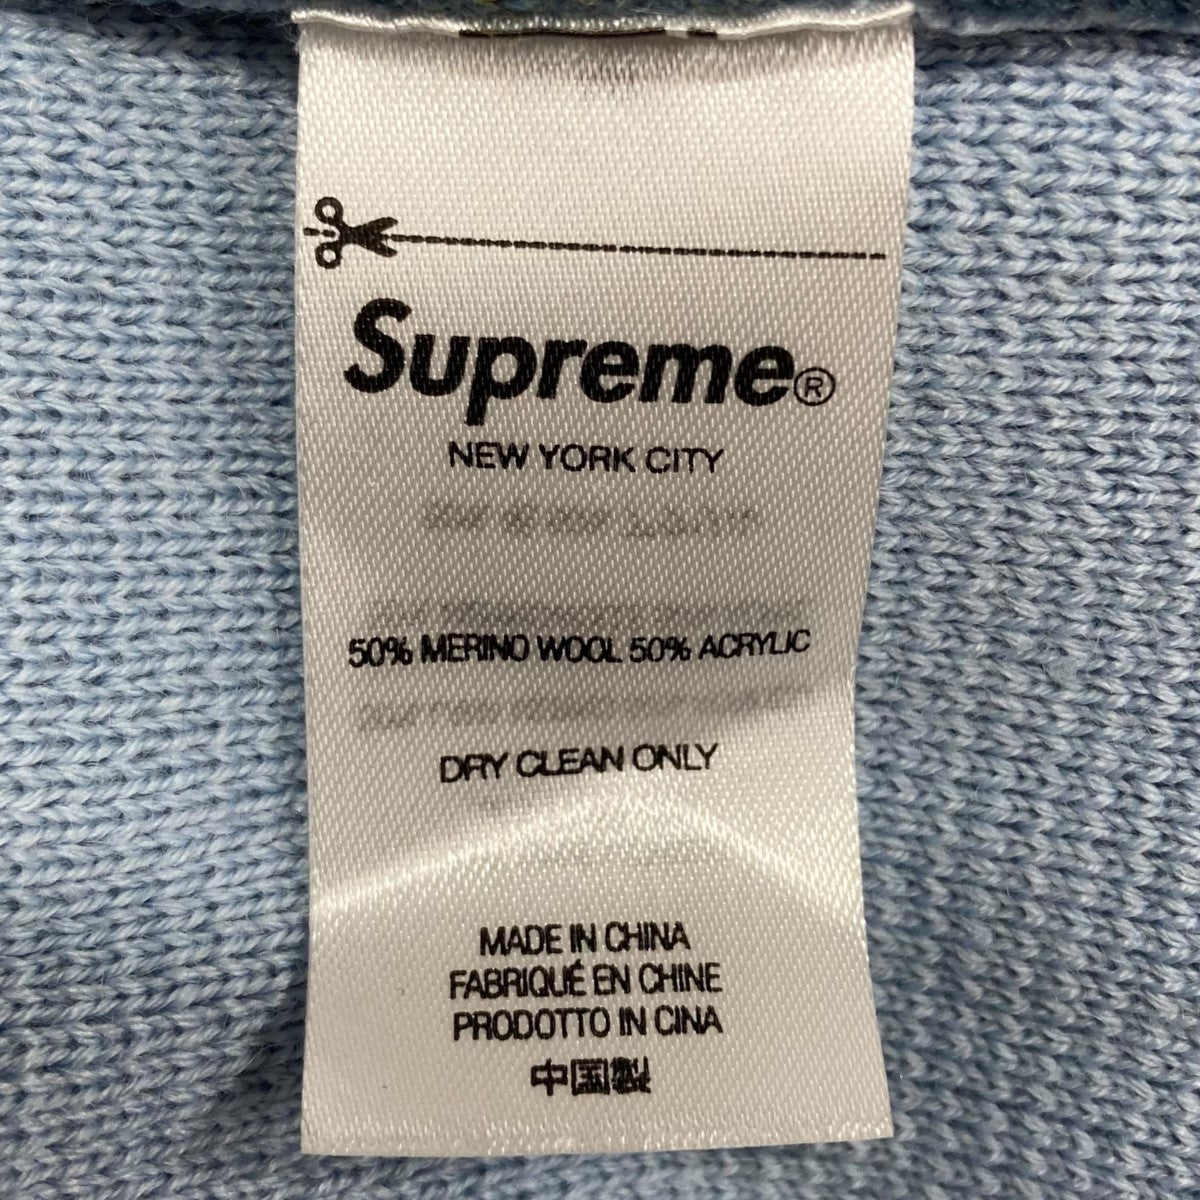 Supreme®
NEW YORK CITY
50% MERINO WOOL 50% ACRYLIC
DRY CLEAN ONLY
MADE IN CHINA
FABRIQUÉ EN CHINE
PRODOTTO IN CINA
中国製